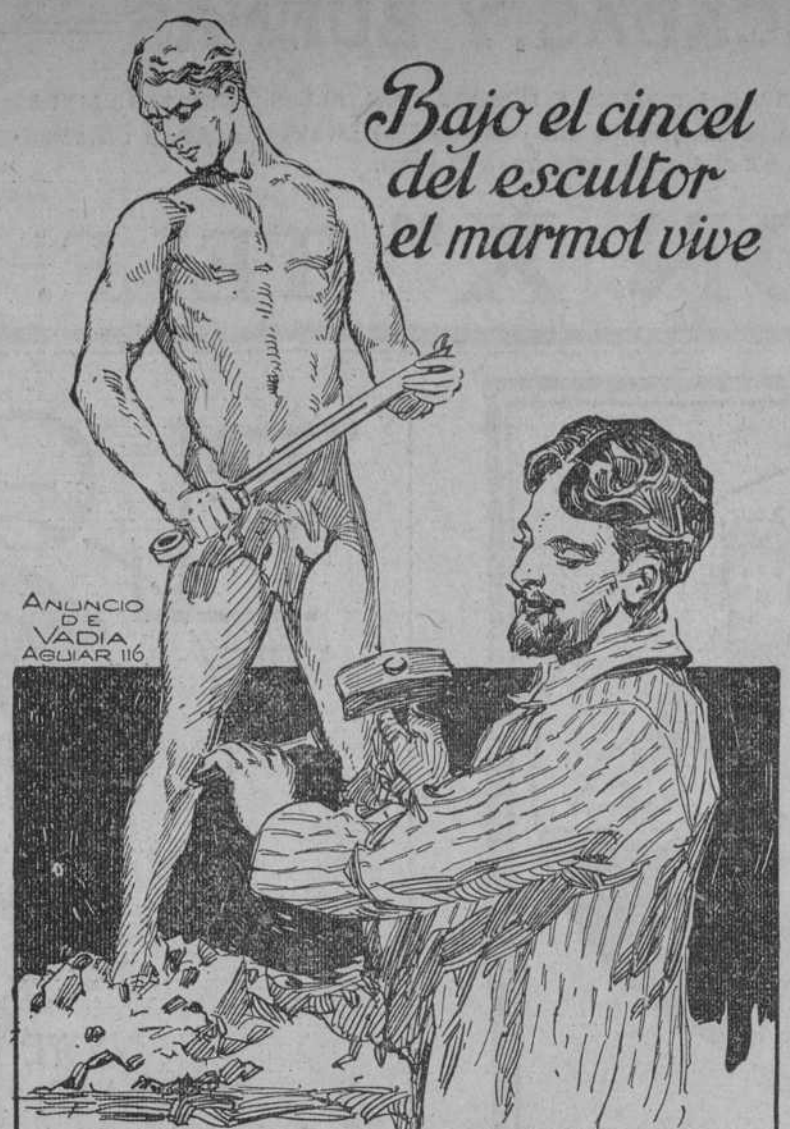 Bajo el cincel
del escultor
el marmol vive
ANUNCIO
DE
VADIA
AGUIAR 116